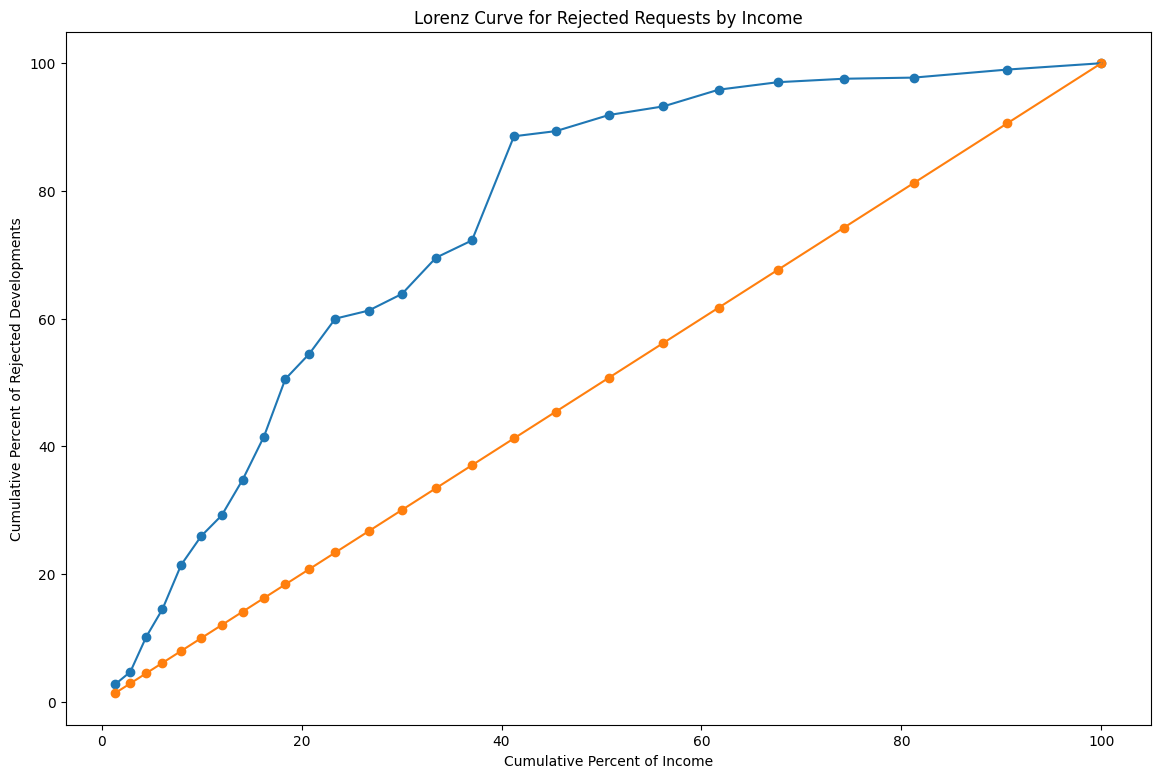 Lorenz Curve for Rejected Requests by Income
Cumulative Percent of Rejected Developments
100
80
60
40
20
0
0 20 40 60 80 100
Cumulative Percent of Income